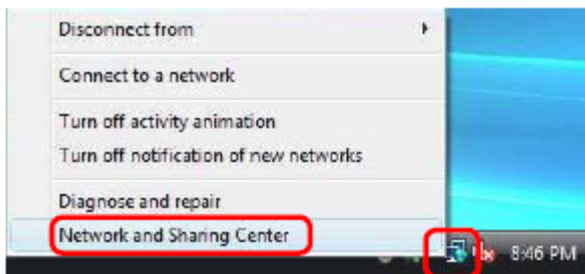 Disconnect from
Connect to a network
Turn off activity animation
Turn off notification of new networks
Diagnose and repair
Network and Sharing Center
8:46 PM